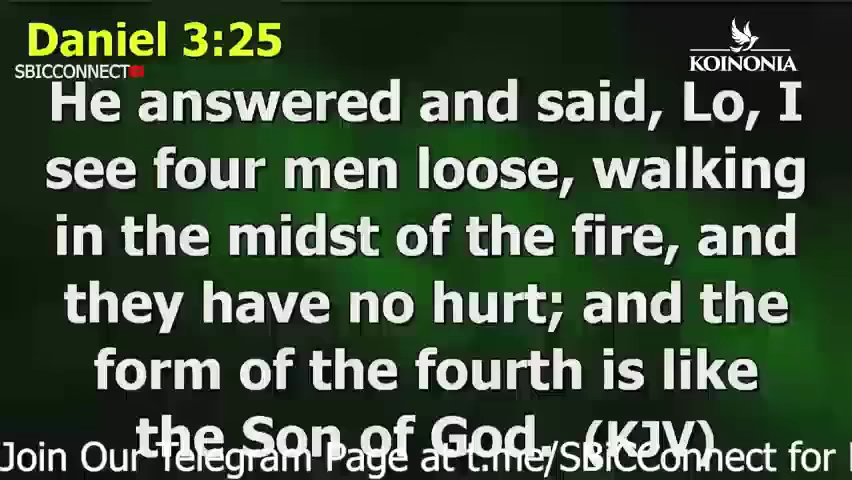 Daniel 3:25
SBICCONNECT
KOINONIA
He answered and said, Lo, I
see four men loose, walking
in the midst of the fire, and
they have no hurt; and the
form of the fourth is like
the Son of God. (KJV)
Join Our Telegram Page at t.me/SBICConnect for